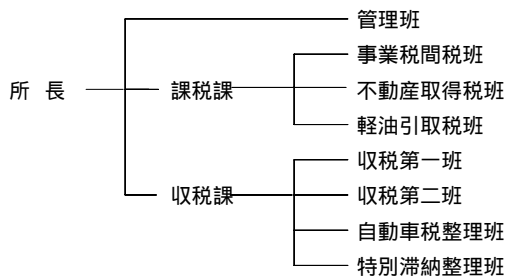 管理班
事業税間税班
所 長 課税課 不動産取得税班
軽油引取税班
収税第一班
収税課 収税第二班
自動車税整理班
特別滞納整理班